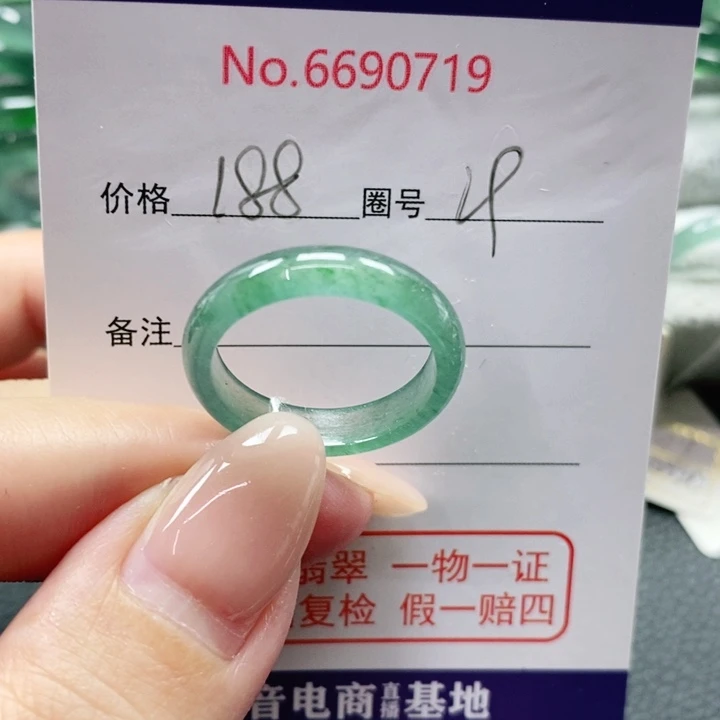 No.6690719
价格 188 圈号 19
备注
翡翠 一物一证
复检 假一赔四
音电商直播基地